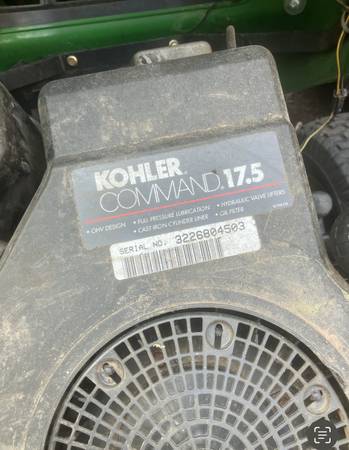 KOHLER
COMMAND. 17.5
• OHV DESIGN • FULL PRESSURE LUBRICATION • HYDRAULIC VALVE LIFTERS
• CAST IRON CYLINDER LINER • OIL FILTER
SERIAL NO. 3226804503